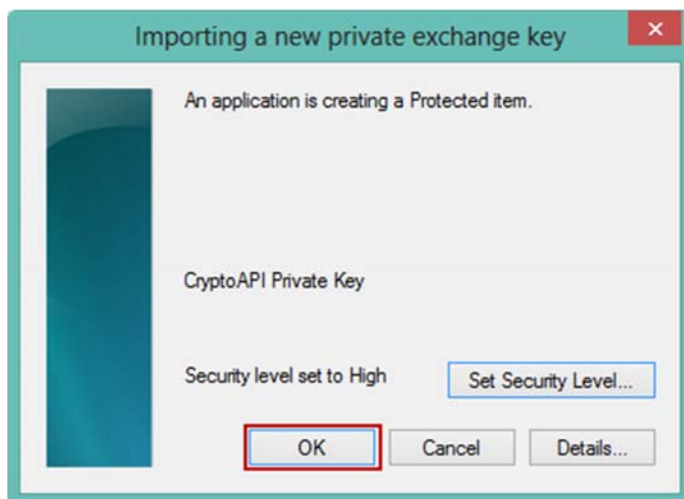 Importing a new private exchange key
An application is creating a Protected item.
CryptoAPI Private Key
Security level set to High
Set Security Level...
OK
Cancel
Details...